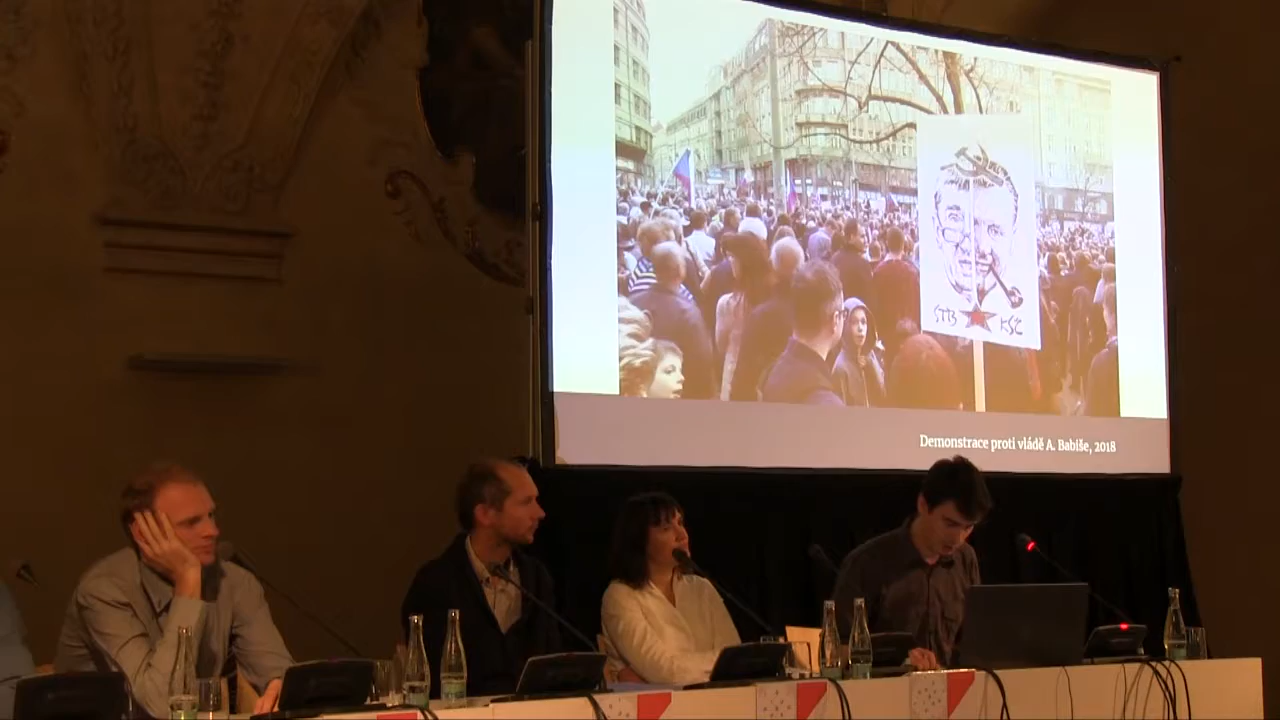 STB KSČ
Demonstrace proti vládě A. Babiše, 2018